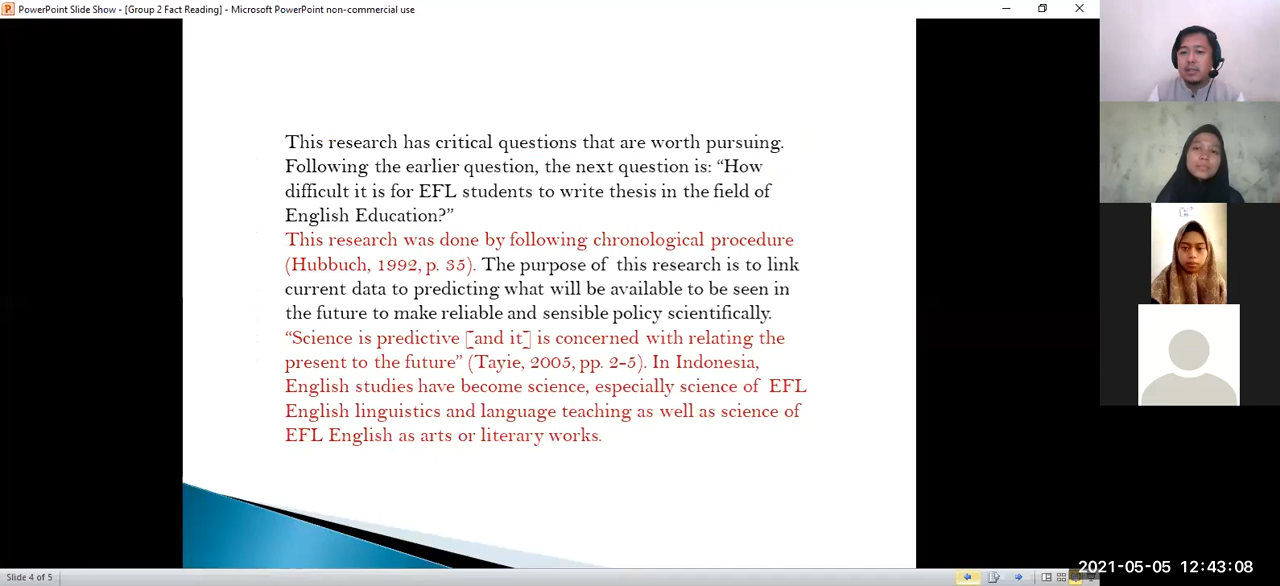 PowerPoint Slide Show - [Group 2 Fact Reading] - Microsoft PowerPoint non-commercial use
This research has critical questions that are worth pursuing.
Following the earlier question, the next question is: “How
difficult it is for EFL students to write thesis in the field of
English Education?”
This research was done by following chronological procedure
(Hubbuch, 1992, p. 35). The purpose of this research is to link
current data to predicting what will be available to be seen in
the future to make reliable and sensible policy scientifically.
“Science is predictive [and it] is concerned with relating the
present to the future” (Tayie, 2005, pp. 2-5). In Indonesia,
English studies have become science, especially science of EFL
English linguistics and language teaching as well as science of
EFL English as arts or literary works.
Slide 4 of 5
2021-05-05 12:43:08